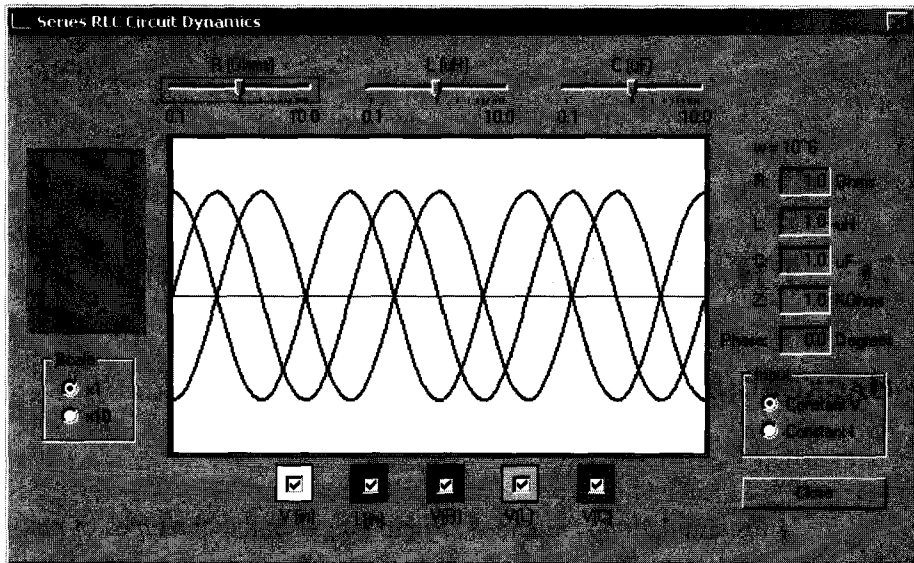 Series RLC Circuit Dynamics
R (Ohms) L (uH) C (uF)
0.1 10.0 0.1 10.0 0.1 10.0
w = 10^6
R: 1.0 Ohms
L: 1.0 uH
C: 1.0 uF
Z: 1.0 KOhms
Phase: 0.0 Degrees
Scale
x1
x10
Input
Constant V
Constant I
V(in) I(in) V(R) V(L) V(C)
Close